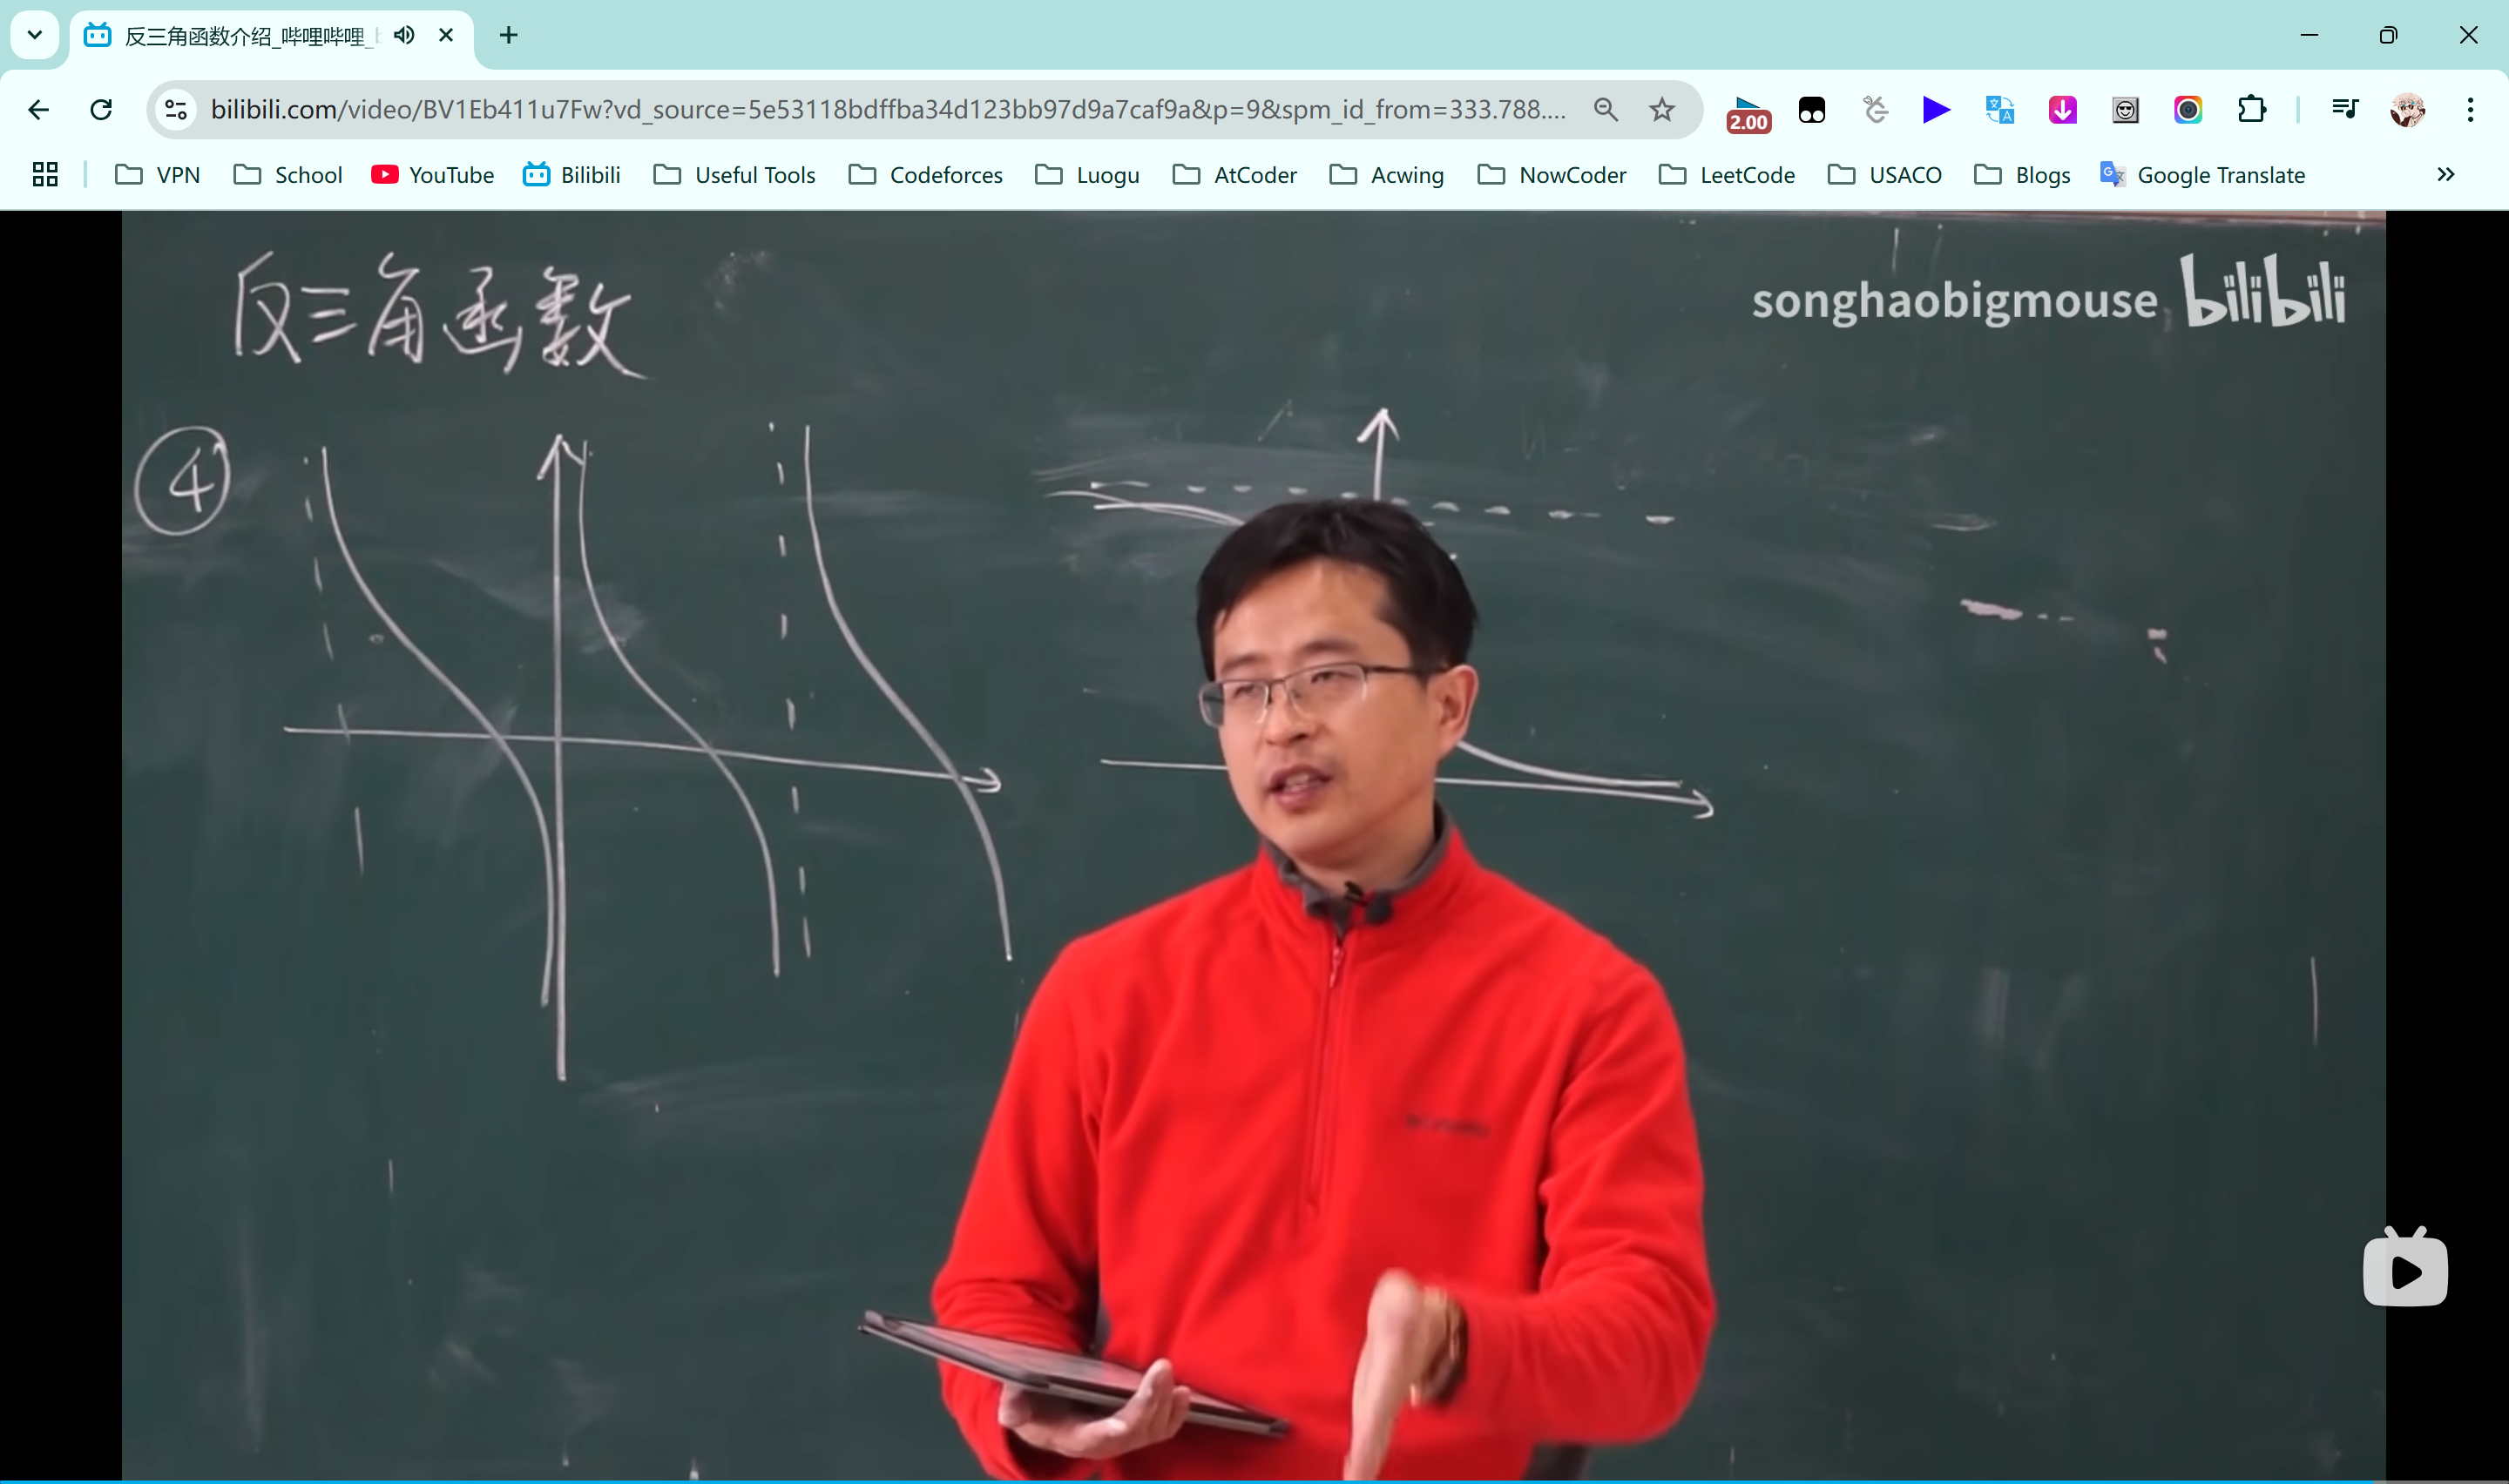 反三角函数介绍_哔哩哔哩_
bilibili.com/video/BV1Eb411u7Fw?vd_source=5e53118bdffba34d123bb97d9a7caf9a&p=9&spm_id_from=333.788....
2.00
VPN School YouTube Bilibili Useful Tools Codeforces Luogu AtCoder Acwing NowCoder LeetCode USACO Blogs Google Translate
反三角函数
songhaobigmouse bilibili
④